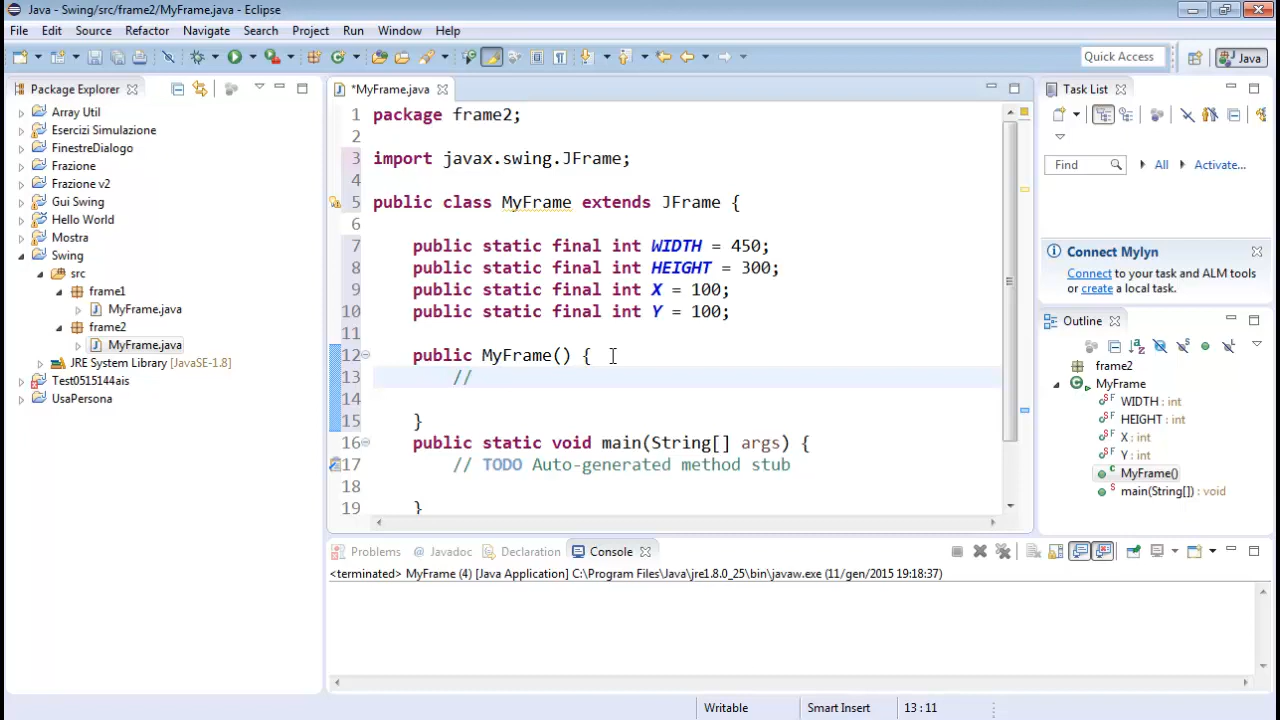 Java - Swing/src/frame2/MyFrame.java - Eclipse
File Edit Source Refactor Navigate Search Project Run Window Help
Quick Access Java
Package Explorer
Array Util
Esercizi Simulazione
FinestreDialogo
Frazione
Frazione v2
Gui Swing
Hello World
Mostra
Swing
src
frame1
MyFrame.java
frame2
MyFrame.java
JRE System Library [JavaSE-1.8]
Test0515144ais
UsaPersona
*MyFrame.java
1 package frame2;
2
3 import javax.swing.JFrame;
4
5 public class MyFrame extends JFrame {
6
7 public static final int WIDTH = 450;
8 public static final int HEIGHT = 300;
9 public static final int X = 100;
10 public static final int Y = 100;
11
12 public MyFrame() {
13 //
14
15 }
16 public static void main(String[] args) {
17 // TODO Auto-generated method stub
18
19 }
Task List
Find All Activate...
Connect Mylyn
Connect to your task and ALM tools
or create a local task.
Outline
frame2
MyFrame
WIDTH : int
HEIGHT : int
X : int
Y : int
MyFrame()
main(String[]) : void
Problems @ Javadoc Declaration Console
<terminated> MyFrame (4) [Java Application] C:\Program Files\Java\jre1.8.0_25\bin\javaw.exe (11/gen/2015 19:18:37)
Writable Smart Insert 13 : 11